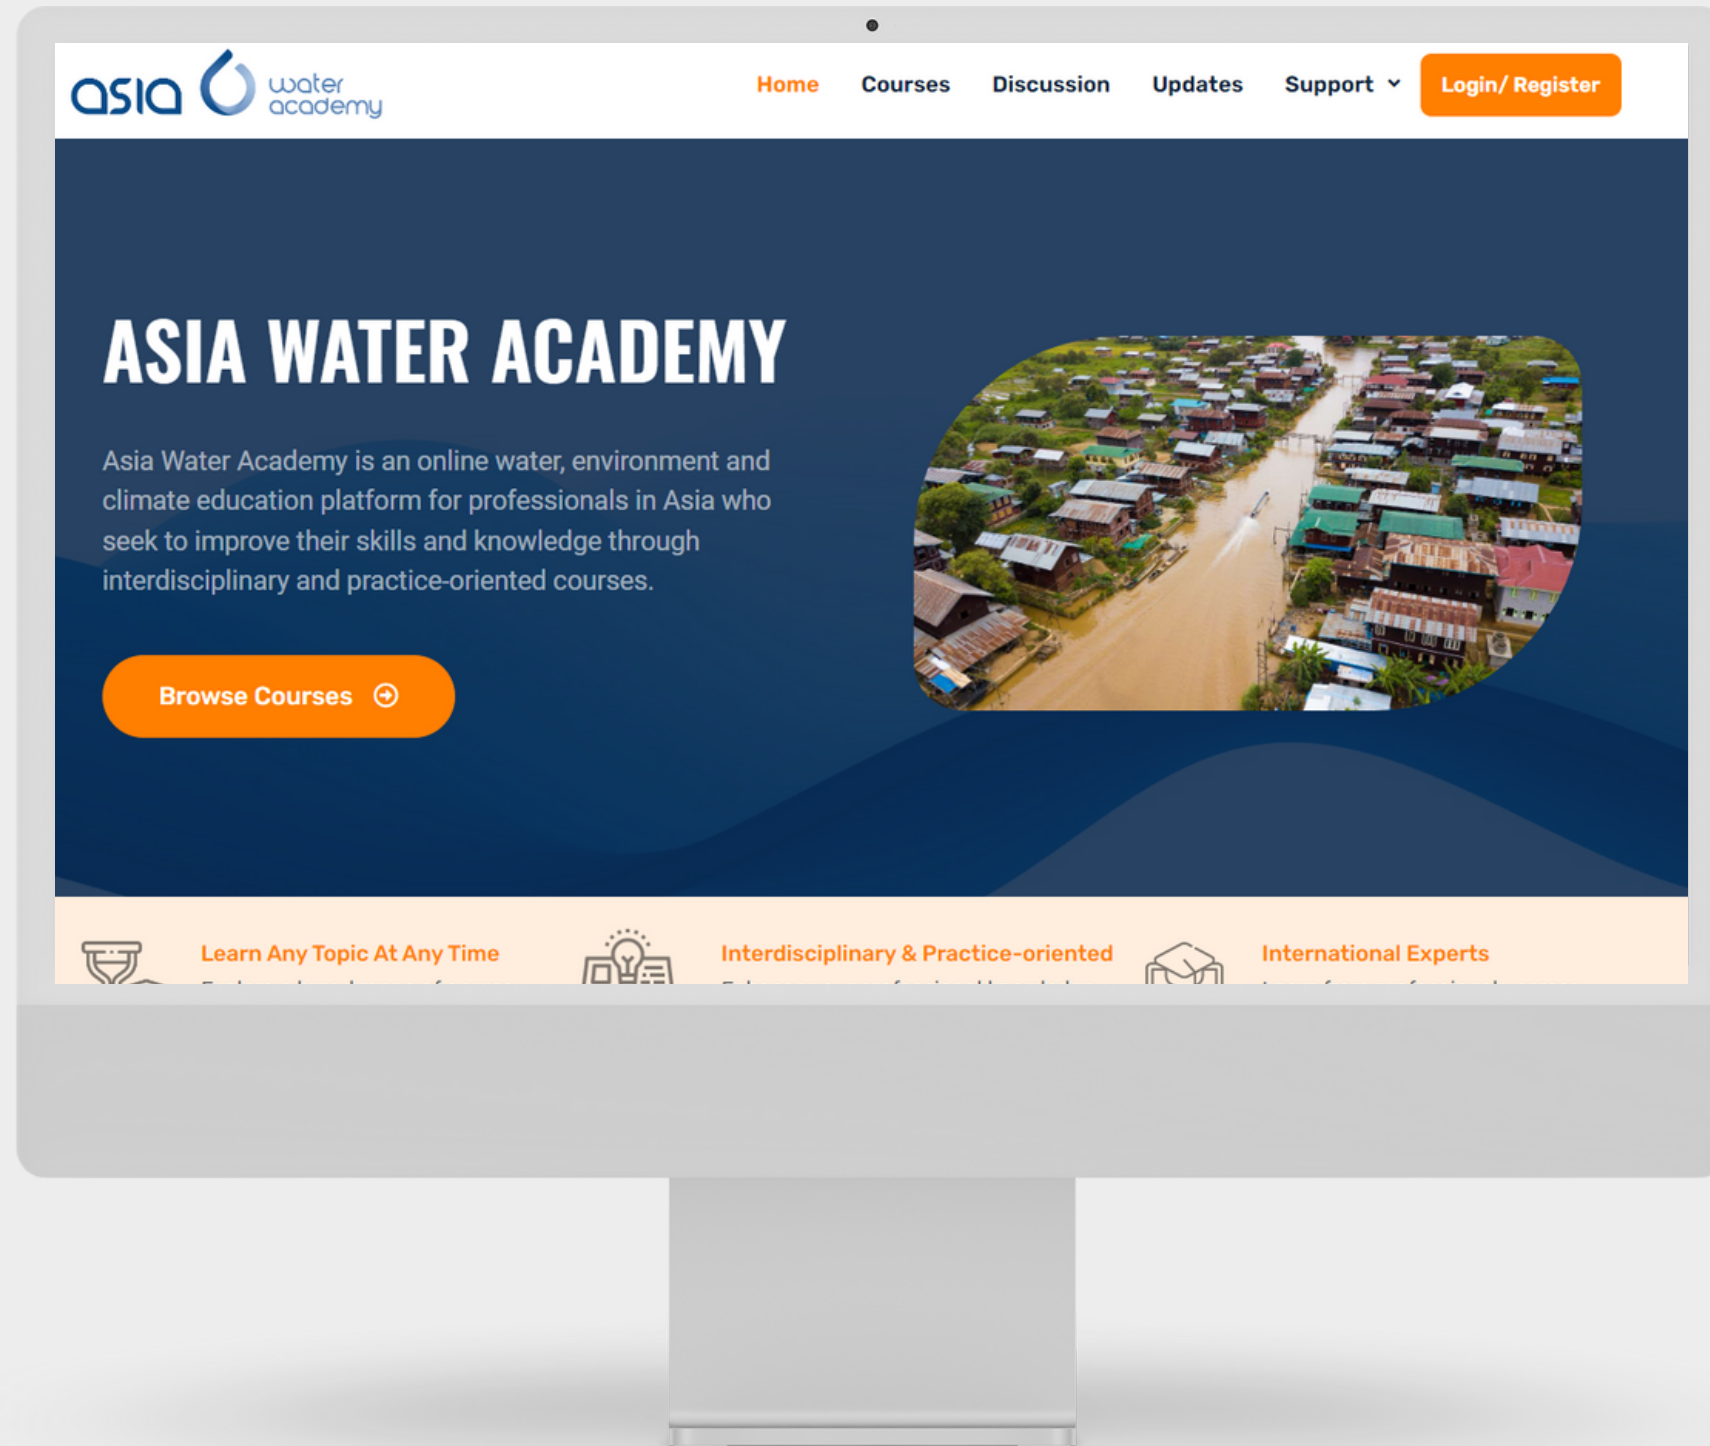 asia water academy
Home Courses Discussion Updates Support Login/ Register
ASIA WATER ACADEMY
Asia Water Academy is an online water, environment and
climate education platform for professionals in Asia who
seek to improve their skills and knowledge through
interdisciplinary and practice-oriented courses.
Browse Courses
Learn Any Topic At Any Time
Interdisciplinary & Practice-oriented
International Experts